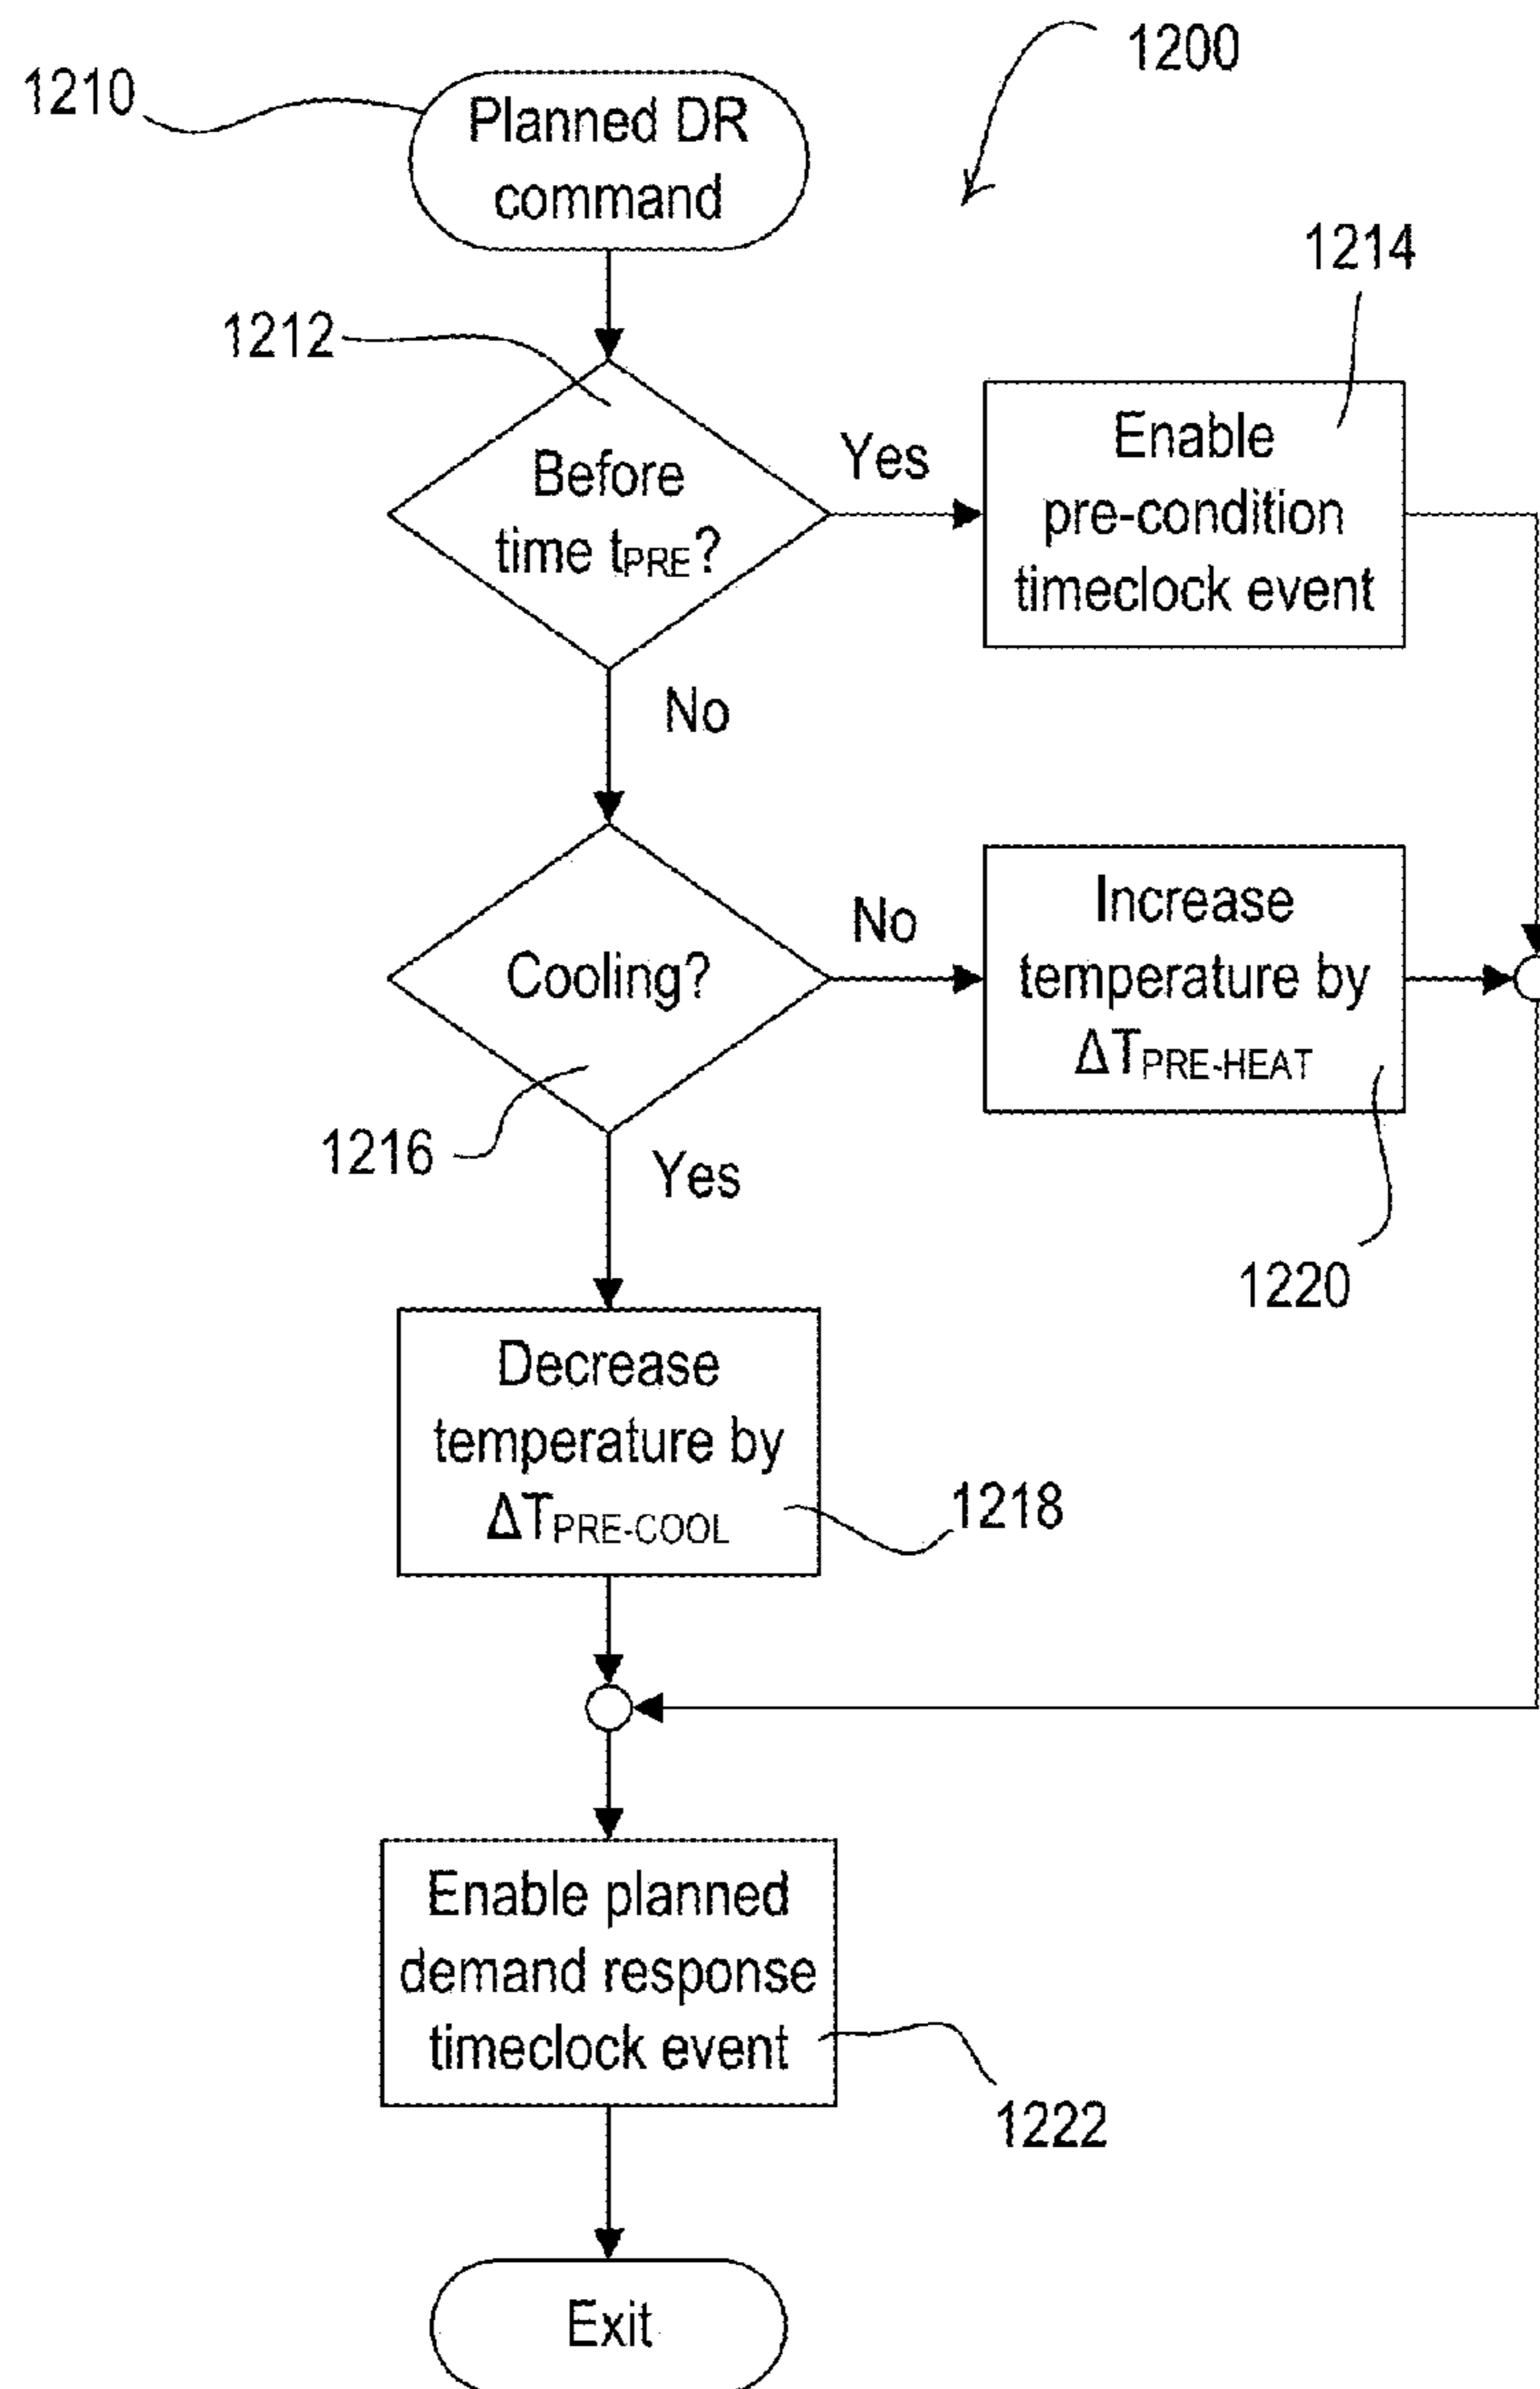 1200
1210
Planned DR
command
1214
1212
Before
time tPRE?
Yes
Enable
pre-condition
timeclock event
No
Cooling?
No
Increase
temperature by
ΔTPRE-HEAT
1216
Yes
1220
Decrease
temperature by
ΔTPRE-COOL
1218
Enable planned
demand response
timeclock event
1222
Exit